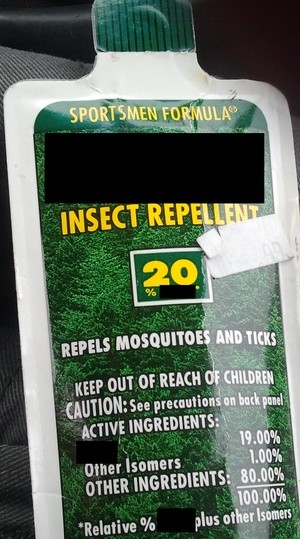 SPORTSMEN FORMULA®
INSECT REPELLENT
20
%
REPELS MOSQUITOES AND TICKS
KEEP OUT OF REACH OF CHILDREN
CAUTION: See precautions on back panel
ACTIVE INGREDIENTS:
19.00%
Other Isomers 1.00%
OTHER INGREDIENTS: 80.00%
100.00%
*Relative % plus other Isomers